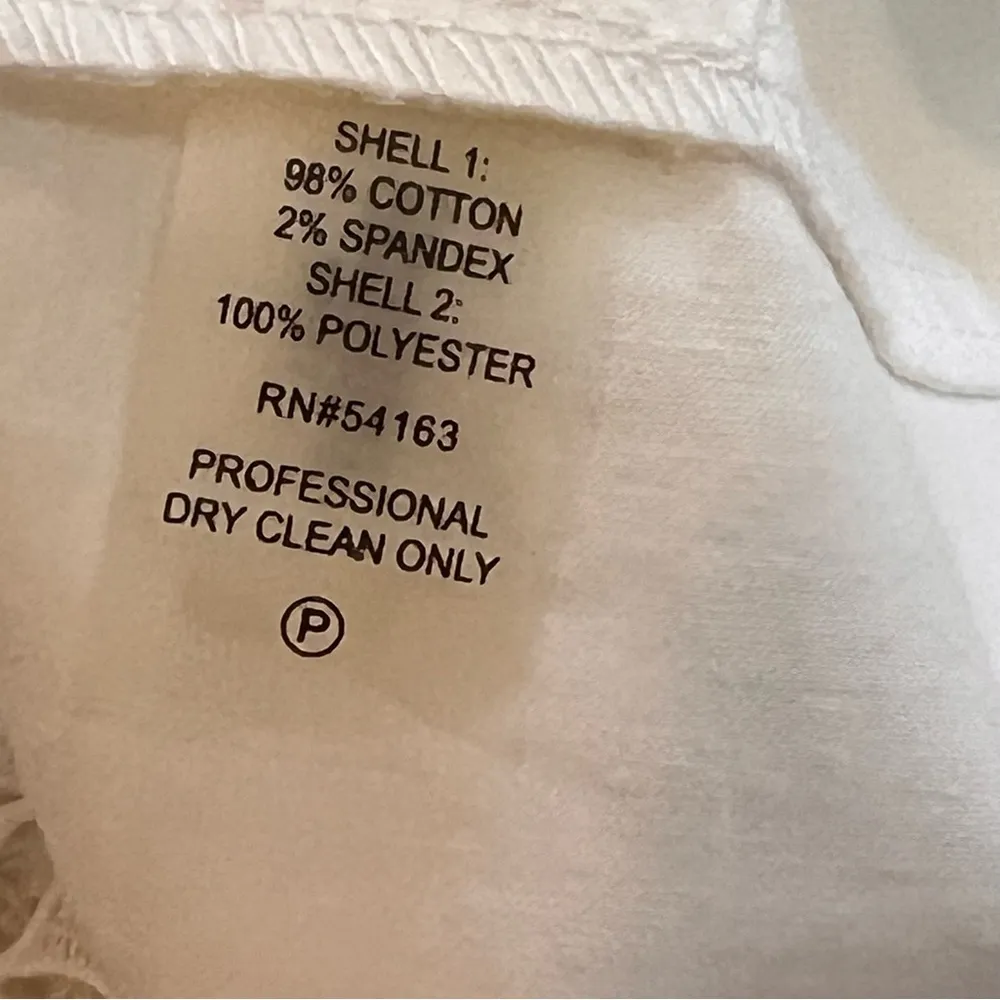 SHELL 1:
98% COTTON
2% SPANDEX
SHELL 2:
100% POLYESTER
RN#54163
PROFESSIONAL
DRY CLEAN ONLY
P